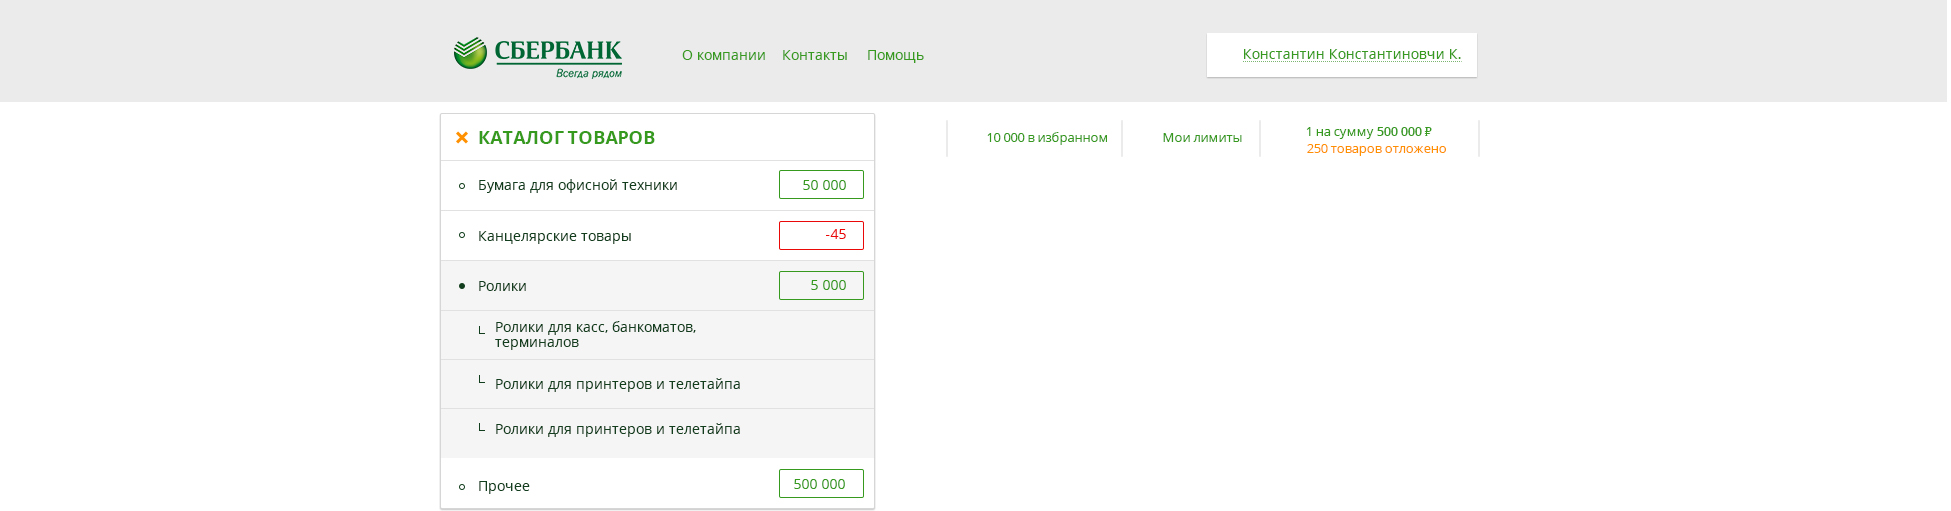 СБЕРБАНК
Всегда рядом
О компании Контакты Помощь
Константин Константинович К.
КАТАЛОГ ТОВАРОВ
10 000 в избранном
Мои лимиты
1 на сумму 500 000 ₽
250 товаров отложено
Бумага для офисной техники 50 000
Канцелярские товары -45
Ролики 5 000
Ролики для касс, банкоматов,
терминалов
Ролики для принтеров и телетайпа
Ролики для принтеров и телетайпа
Прочее 500 000